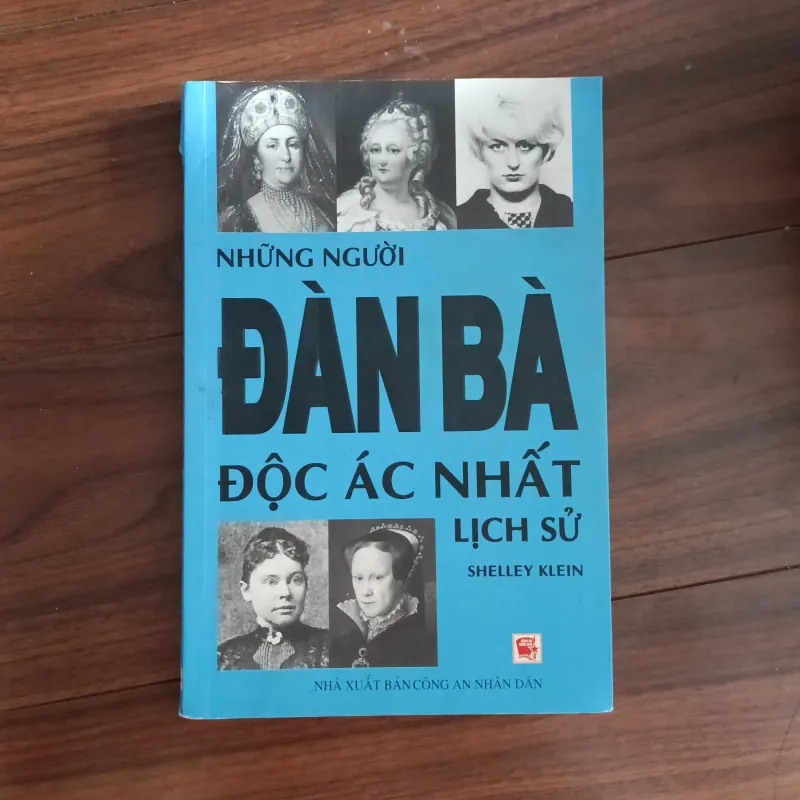 NHỮNG NGƯỜI
ĐÀN BÀ
ĐỘC ÁC NHẤT
LỊCH SỬ
SHELLEY KLEIN
NHÀ XUẤT BẢN CÔNG AN NHÂN DÂN